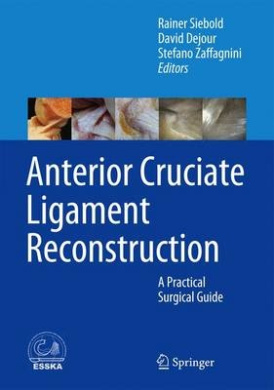 Rainer Siebold
David Dejour
Stefano Zaffagnini
Editors
Anterior Cruciate
Ligament
Reconstruction
A Practical
Surgical Guide
ESSKA
Springer